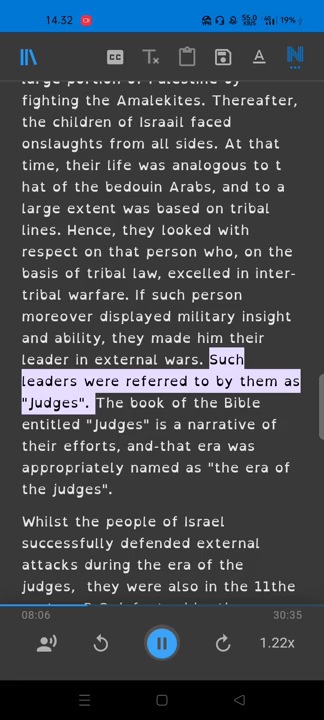 14.32
55.0 KB/S
4G
19%
CC
T
A
N
large portion of Palestine by
fighting the Amalekites. Thereafter,
the children of Israail faced
onslaughts from all sides. At that
time, their life was analogous to t
hat of the bedouin Arabs, and to a
large extent was based on tribal
lines. Hence, they looked with
respect on that person who, on the
basis of tribal law, excelled in inter-
tribal warfare. If such person
moreover displayed military insight
and ability, they made him their
leader in external wars. Such
leaders were referred to by them as
"Judges". The book of the Bible
entitled "Judges" is a narrative of
their efforts, and-that era was
appropriately named as "the era of
the judges".
Whilst the people of Israel
successfully defended external
attacks during the era of the
judges, they were also in the 11the
08:06
30:35
1.22x